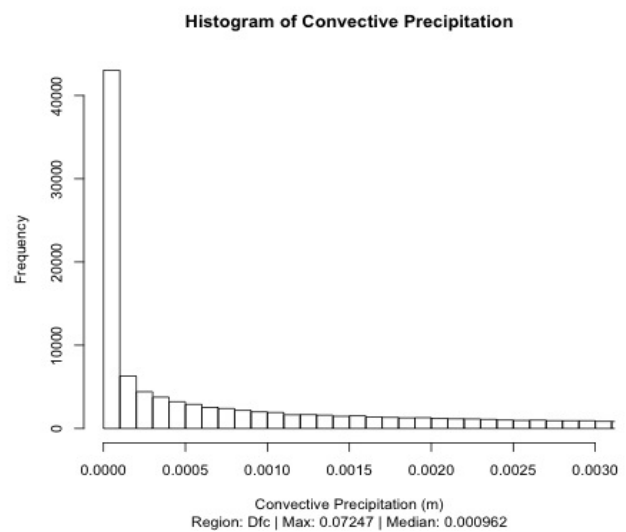 Histogram of Convective Precipitation
Frequency
40000
30000
20000
10000
0
0.0000 0.0005 0.0010 0.0015 0.0020 0.0025 0.0030
Convective Precipitation (m)
Region: Dfc | Max: 0.07247 | Median: 0.000962